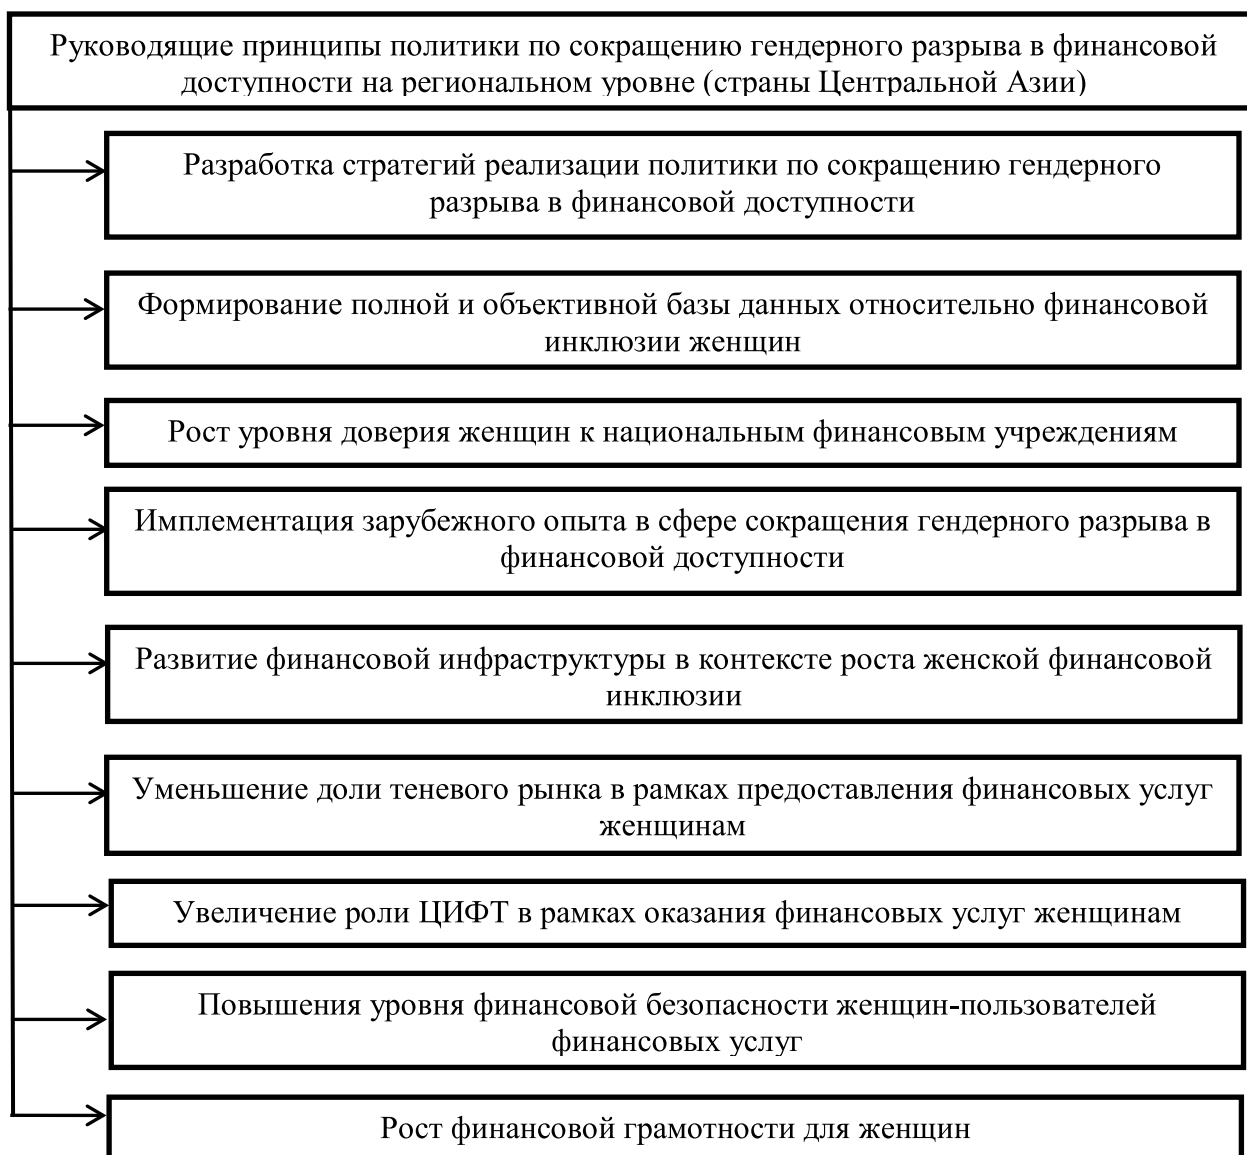 Руководящие принципы политики по сокращению гендерного разрыва в финансовой
доступности на региональном уровне (страны Центральной Азии)
Разработка стратегий реализации политики по сокращению гендерного
разрыва в финансовой доступности
Формирование полной и объективной базы данных относительно финансовой
инклюзии женщин
Рост уровня доверия женщин к национальным финансовым учреждениям
Имплементация зарубежного опыта в сфере сокращения гендерного разрыва в
финансовой доступности
Развитие финансовой инфраструктуры в контексте роста женской финансовой
инклюзии
Уменьшение доли теневого рынка в рамках предоставления финансовых услуг
женщинам
Увеличение роли ЦИФТ в рамках оказания финансовых услуг женщинам
Повышения уровня финансовой безопасности женщин-пользователей
финансовых услуг
Рост финансовой грамотности для женщин